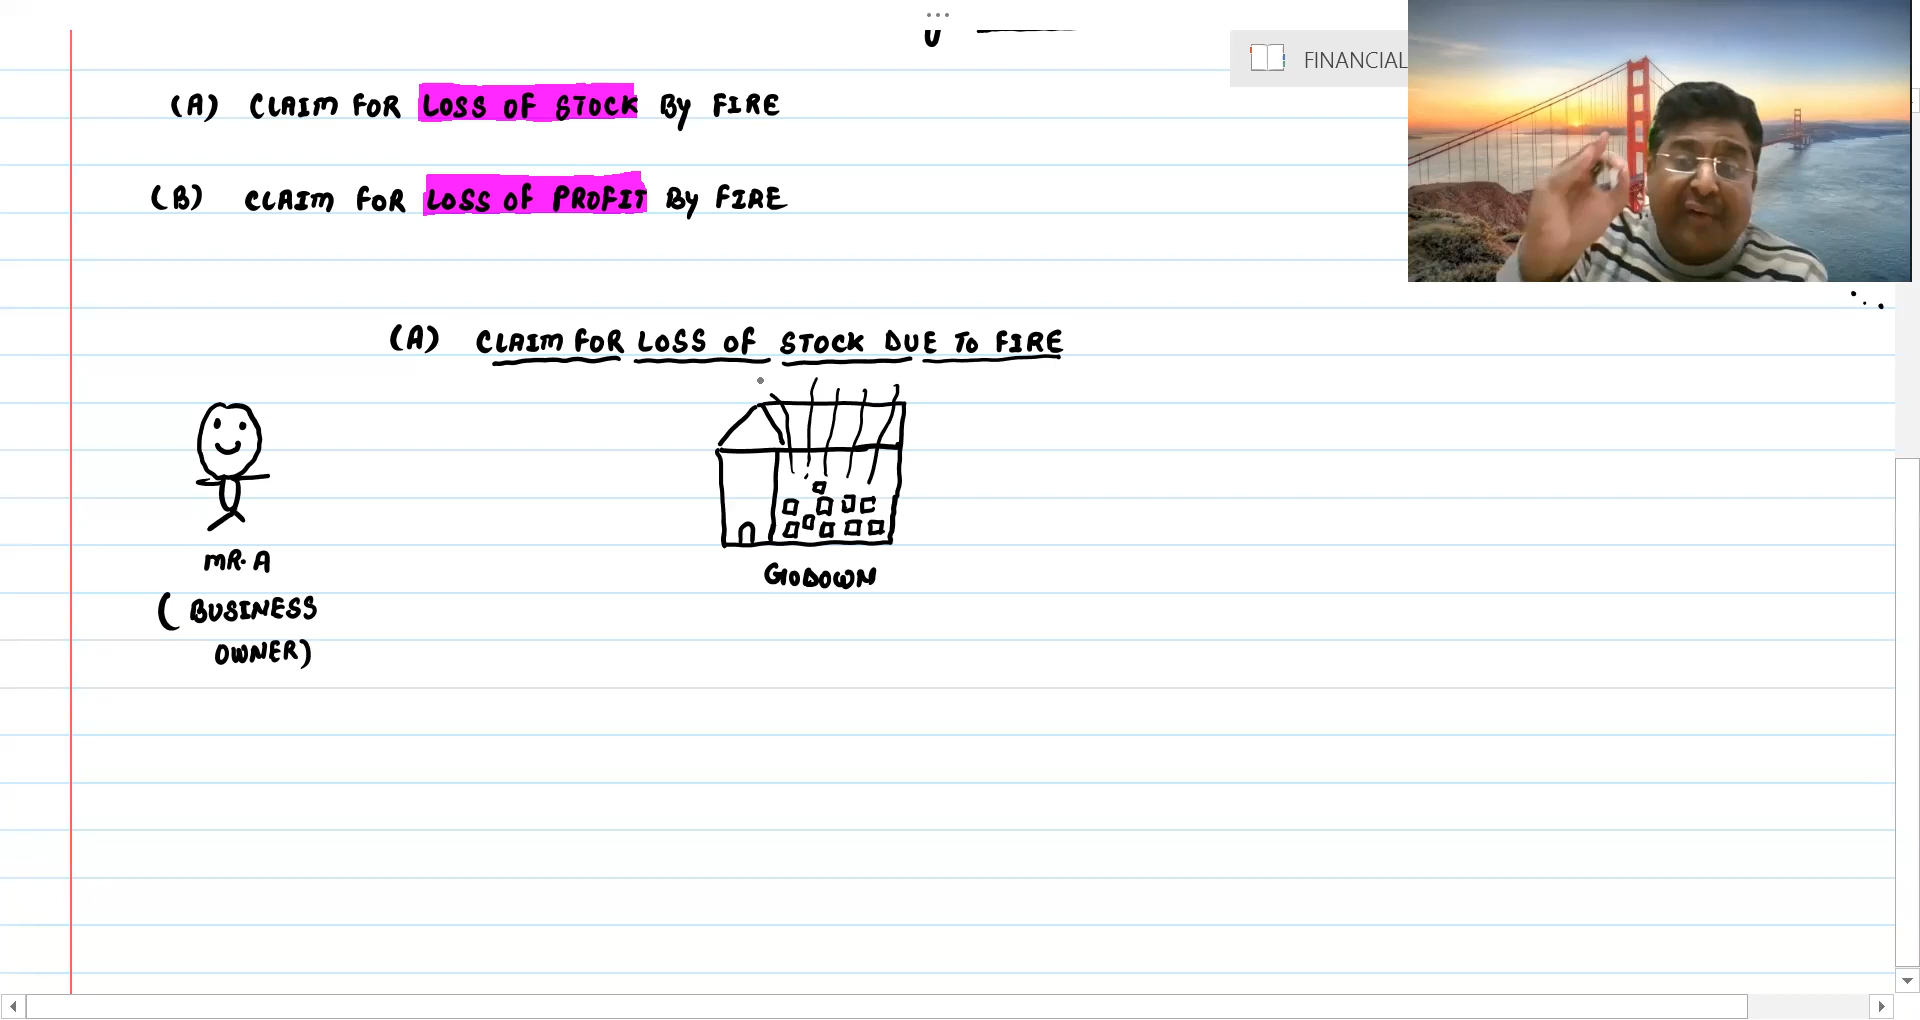 FINANCIAL
(A) CLAIM FOR LOSS OF STOCK By FIRE
(B) CLAIM FOR LOSS OF PROFIT By FIRE
(A) CLAIM FOR LOSS OF STOCK DUE TO FIRE
MR. A
(BUSINESS
OWNER)
GODOWN